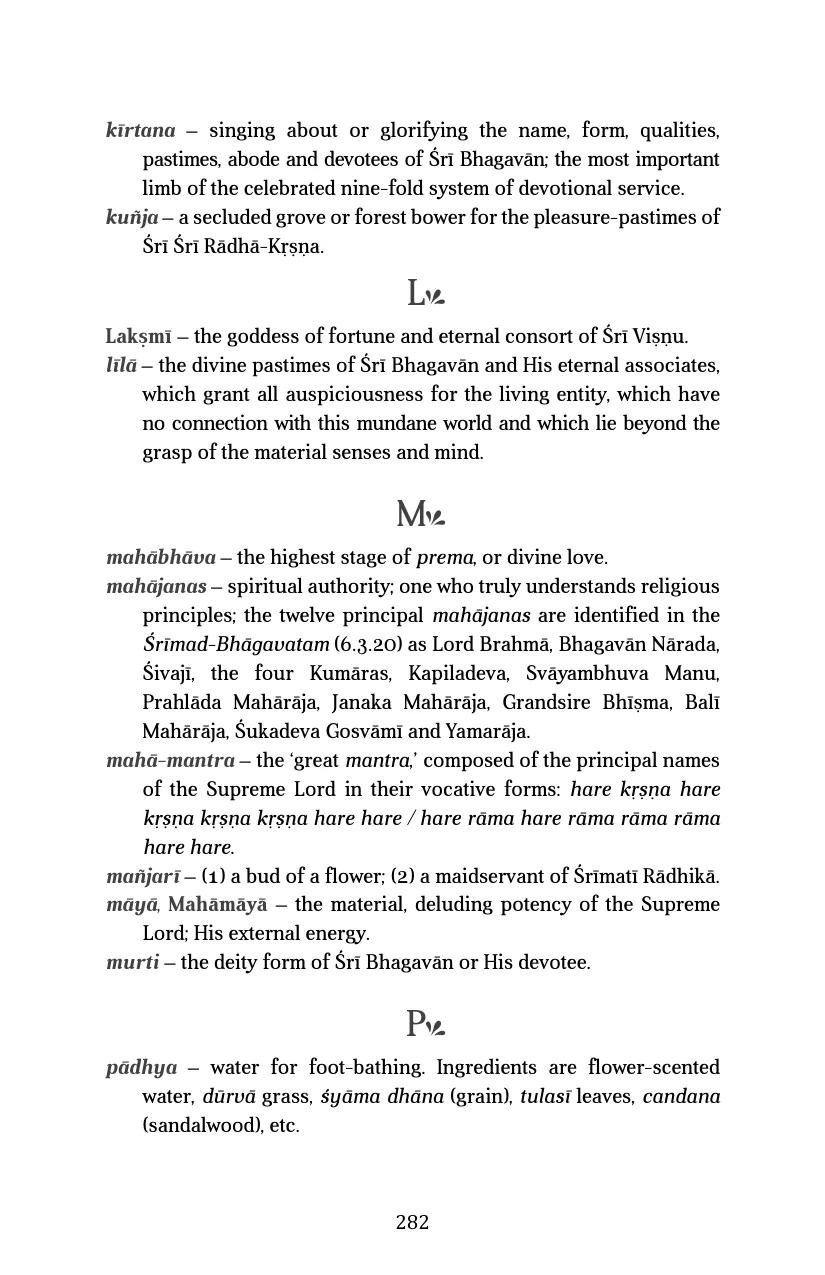 kīrtana – singing about or glorifying the name, form, qualities,
pastimes, abode and devotees of Śrī Bhagavān; the most important
limb of the celebrated nine-fold system of devotional service.
kuñja – a secluded grove or forest bower for the pleasure-pastimes of
Śrī Śrī Rādhā-Kṛṣṇa.
L
Lakṣmī – the goddess of fortune and eternal consort of Śrī Viṣṇu.
līlā – the divine pastimes of Śrī Bhagavān and His eternal associates,
which grant all auspiciousness for the living entity, which have
no connection with this mundane world and which lie beyond the
grasp of the material senses and mind.
M
mahābhāva – the highest stage of prema, or divine love.
mahājanas – spiritual authority; one who truly understands religious
principles; the twelve principal mahājanas are identified in the
Śrīmad-Bhāgavatam (6.3.20) as Lord Brahmā, Bhagavān Nārada,
Śivajī, the four Kumāras, Kapiladeva, Svāyambhuva Manu,
Prahlāda Mahārāja, Janaka Mahārāja, Grandsire Bhīṣma, Balī
Mahārāja, Śukadeva Gosvāmī and Yamarāja.
mahā-mantra – the ‘great mantra,’ composed of the principal names
of the Supreme Lord in their vocative forms: hare kṛṣṇa hare
kṛṣṇa kṛṣṇa kṛṣṇa hare hare / hare rāma hare rāma rāma rāma
hare hare.
mañjarī – (1) a bud of a flower; (2) a maidservant of Śrīmatī Rādhikā.
māyā, Mahāmāyā – the material, deluding potency of the Supreme
Lord; His external energy.
murti – the deity form of Śrī Bhagavān or His devotee.
P
pādhya – water for foot-bathing. Ingredients are flower-scented
water, dūrvā grass, śyāma dhāna (grain), tulasī leaves, candana
(sandalwood), etc.
282